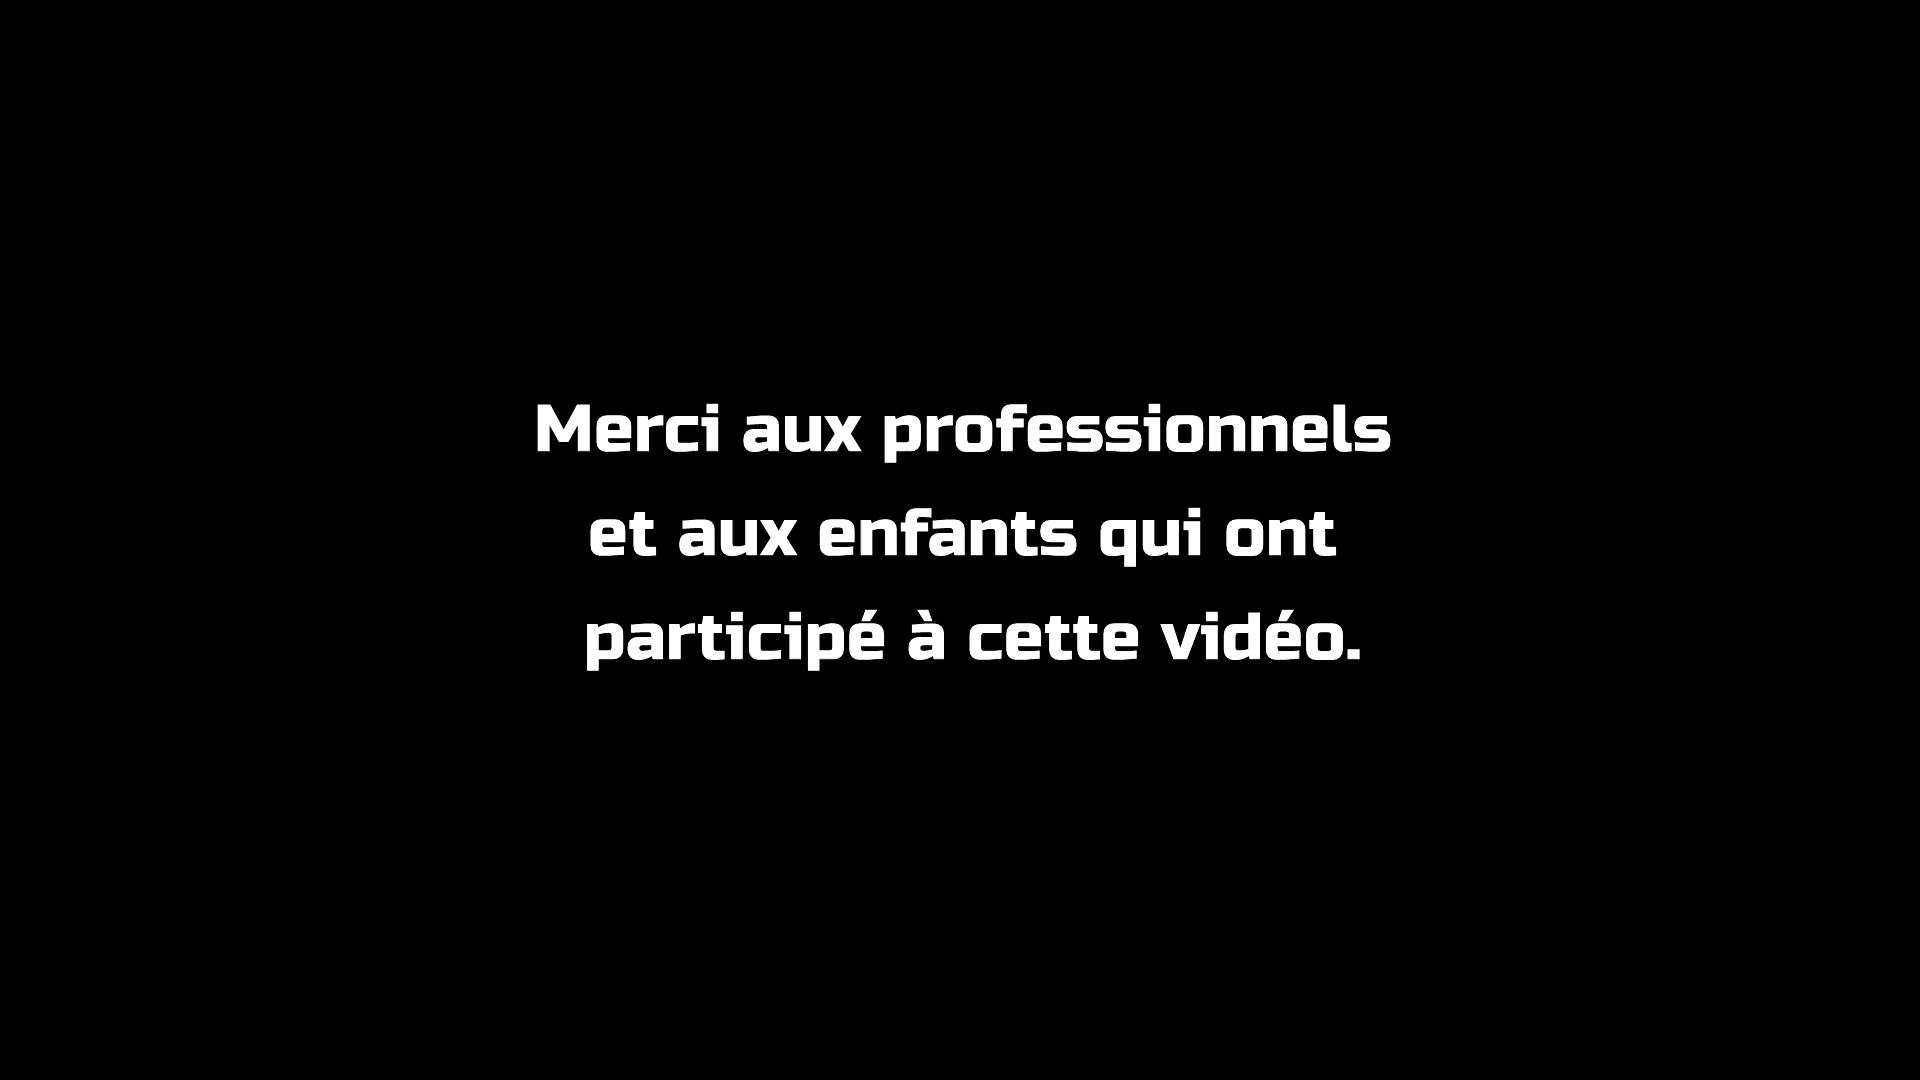 Merci aux professionnels
et aux enfants qui ont
participé à cette vidéo.